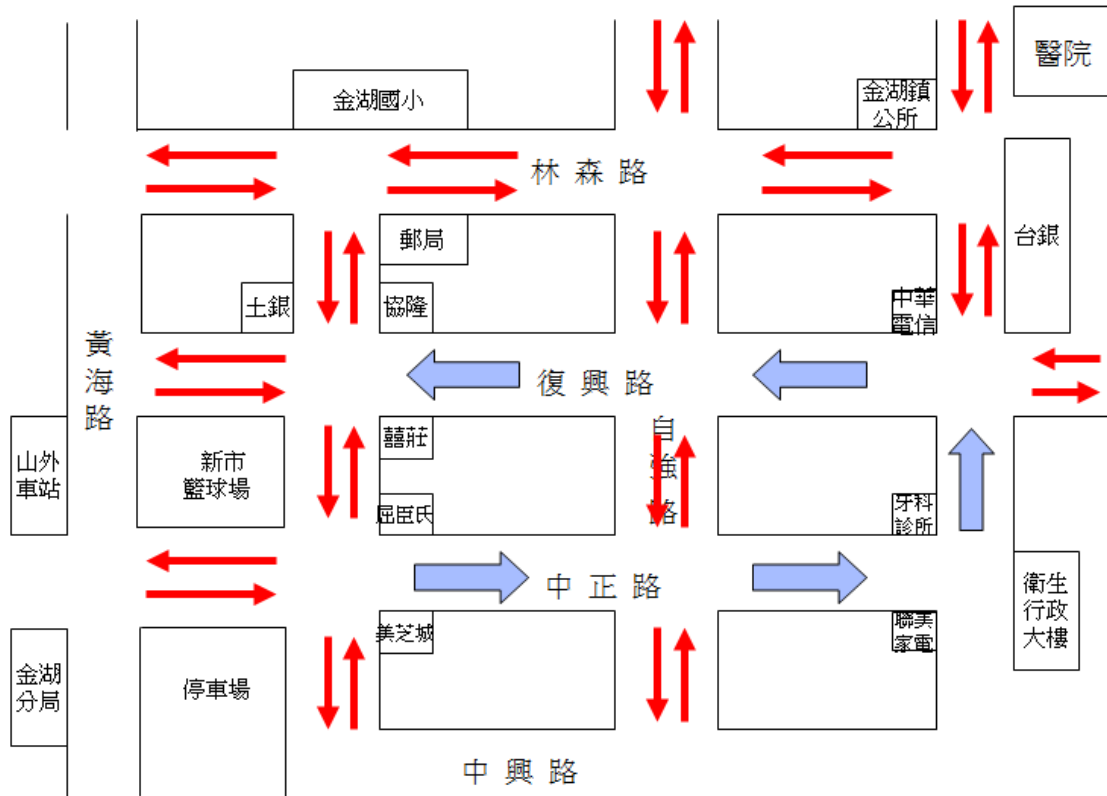 醫院
金湖國小
金湖鎮
公所
林森路
郵局
台銀
土銀
協隆
中華
電信
黃海路
復興路
自強路
囍莊
山外
車站
新市
籃球場
屈臣氏
牙科
診所
中正路
衛生
行政
大樓
美芝城
聯美
家電
金湖
分局
停車場
中興路